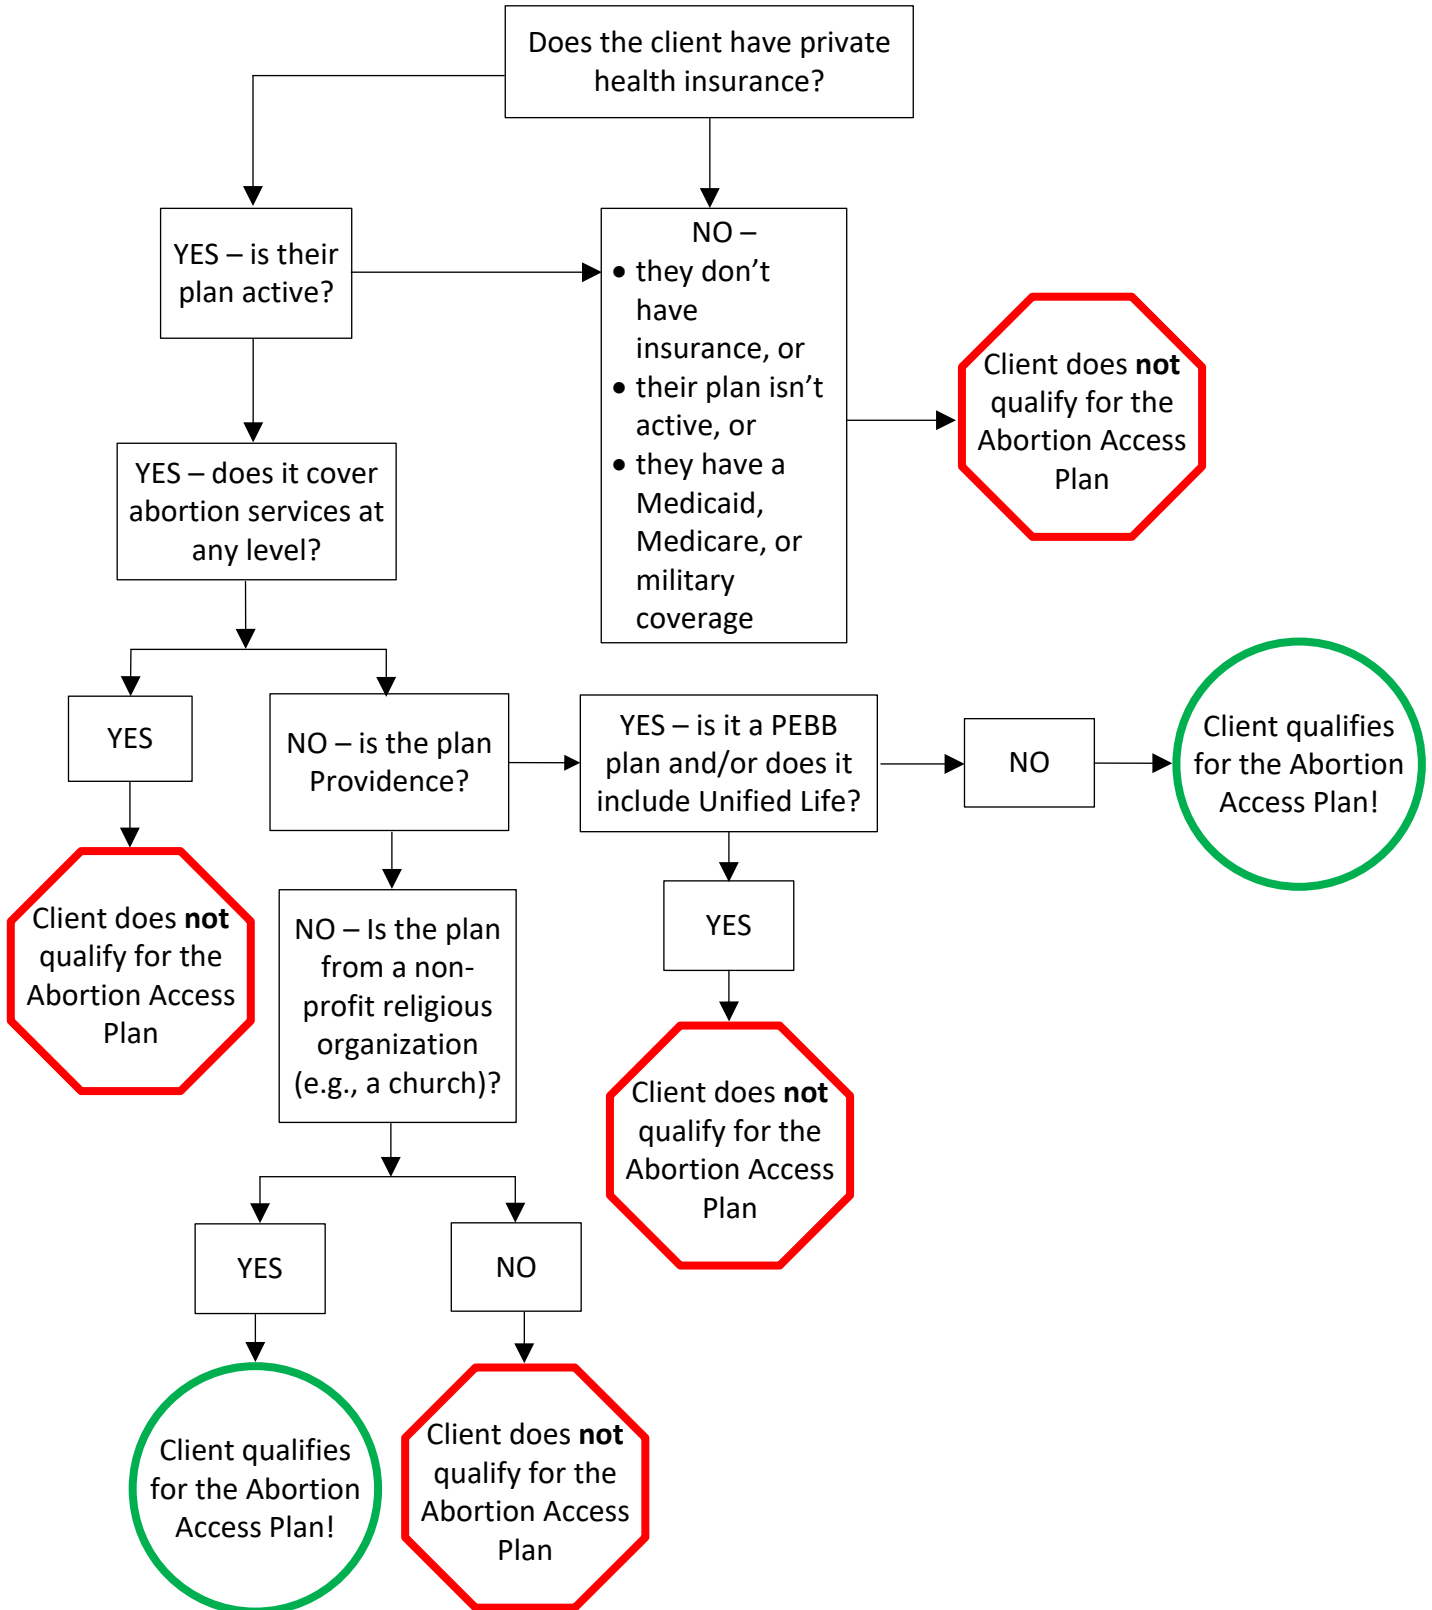 Does the client have private
health insurance?
YES – is their
plan active?
NO –
• they don’t
have
insurance, or
• their plan isn’t
active, or
• they have a
Medicaid,
Medicare, or
military
coverage
Client does not
qualify for the
Abortion Access
Plan
YES – does it cover
abortion services at
any level?
YES
NO – is the plan
Providence?
YES – is it a PEBB
plan and/or does it
include Unified Life?
NO
Client qualifies
for the Abortion
Access Plan!
Client does not
qualify for the
Abortion Access
Plan
NO – Is the plan
from a non-
profit religious
organization
(e.g., a church)?
YES
Client does not
qualify for the
Abortion Access
Plan
YES
NO
Client qualifies
for the Abortion
Access Plan!
Client does not
qualify for the
Abortion Access
Plan